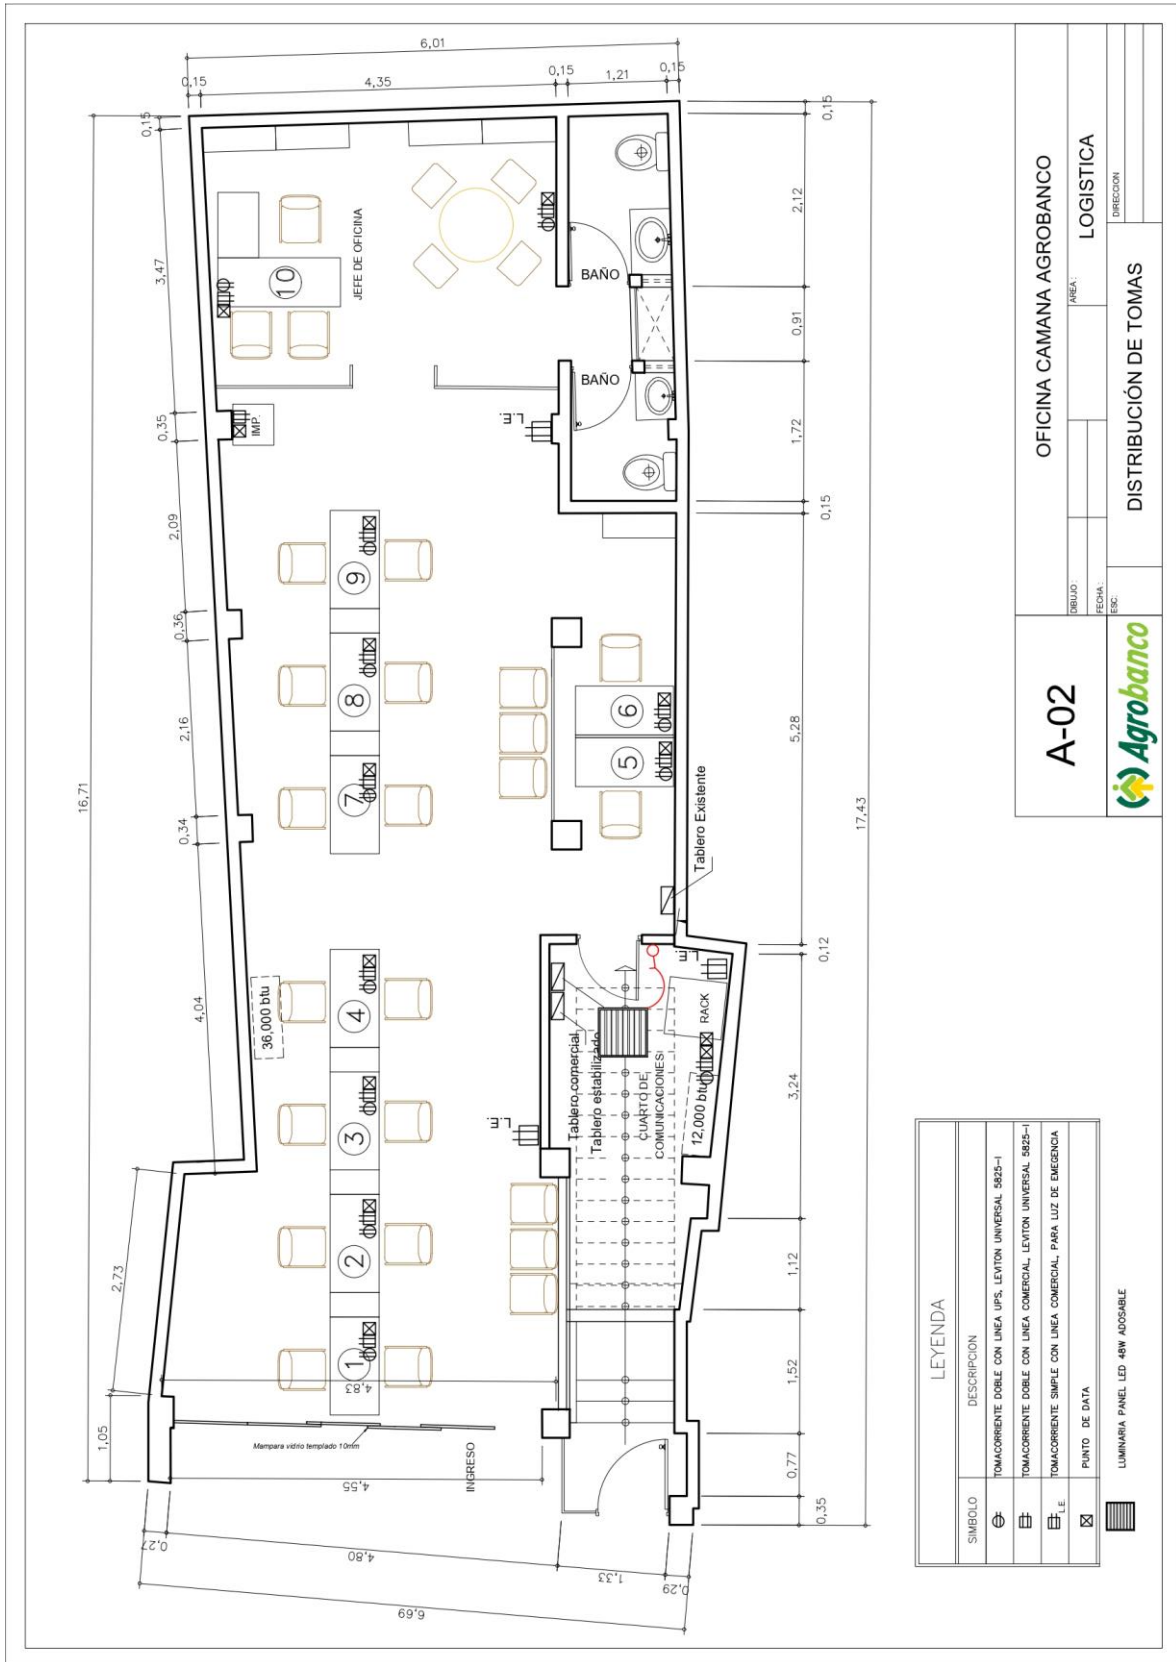 OFICINA CAMANA AGROBANCO
DIBUJO :
AREA :
LOGISTICA
FECHA :
ESC:
DISTRIBUCIÓN DE TOMAS
DIRECCION
A-02
Agrobanco
16,71
1,05
2,73
4,04
0,34
2,16
0,36
2,09
0,35
3,47
0,15
0,15
4,35
6,01
0,15
1,21
0,15
0,15
2,12
0,91
1,72
0,15
5,28
0,12
3,24
1,12
1,52
0,77
0,35
17,43
0,27
4,80
1,33
0,29
6,69
4,55
4,83
36,000 btu
1
2
3
4
7
8
9
5
6
10
IMP.
JEFE DE OFICINA
BAÑO
BAÑO
L.E.
L.E.
L.E.
Tablero Existente
Tablero comercial
Tablero estabilizado
CUARTO DE
COMUNICACIONES
RACK
12,000 btu
Mampara vidrio templado 10mm
INGRESO
LEYENDA
SIMBOLO
DESCRIPCION
TOMACORRIENTE DOBLE CON LINEA UPS, LEVITON UNIVERSAL 5825-I
TOMACORRIENTE DOBLE CON LINEA COMERCIAL, LEVITON UNIVERSAL 5825-I
L.E.
TOMACORRIENTE SIMPLE CON LINEA COMERCIAL, PARA LUZ DE EMEGENCIA
PUNTO DE DATA
LUMINARIA PANEL LED 48W ADOSABLE